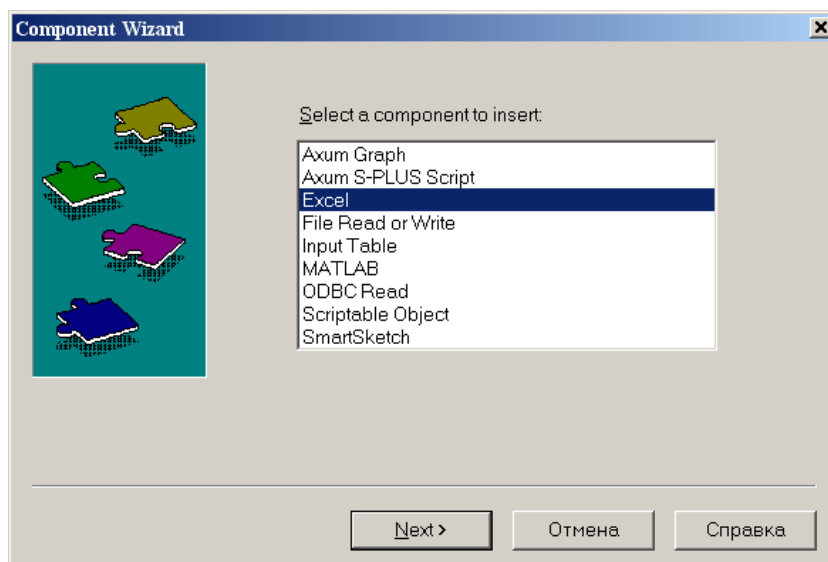 Component Wizard
Select a component to insert:
Axum Graph
Axum S-PLUS Script
Excel
File Read or Write
Input Table
MATLAB
ODBC Read
Scriptable Object
SmartSketch
Next >
Отмена
Справка